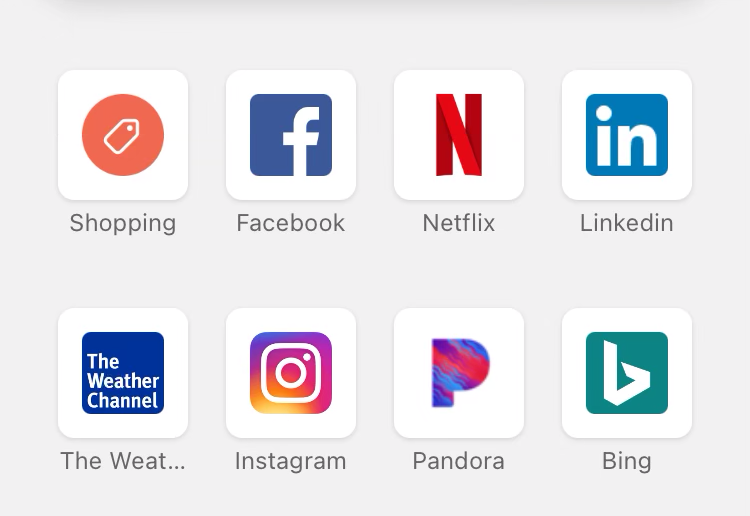 Shopping
Facebook
Netflix
Linkedin
The
Weather
Channel
The Weat...
Instagram
Pandora
Bing